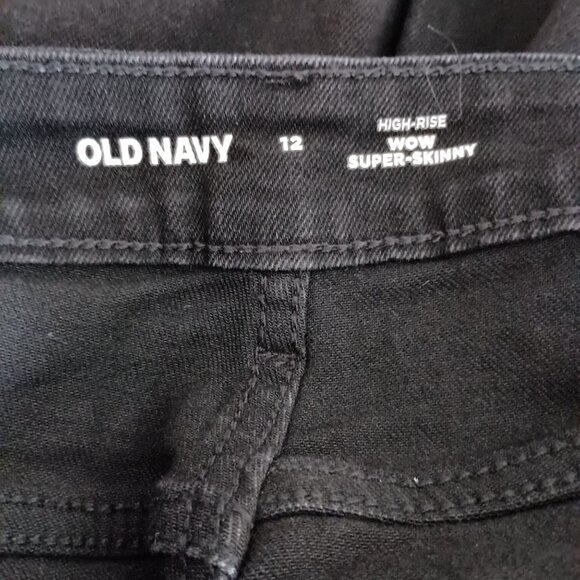 OLD NAVY
12
HIGH-RISE
WOW
SUPER-SKINNY